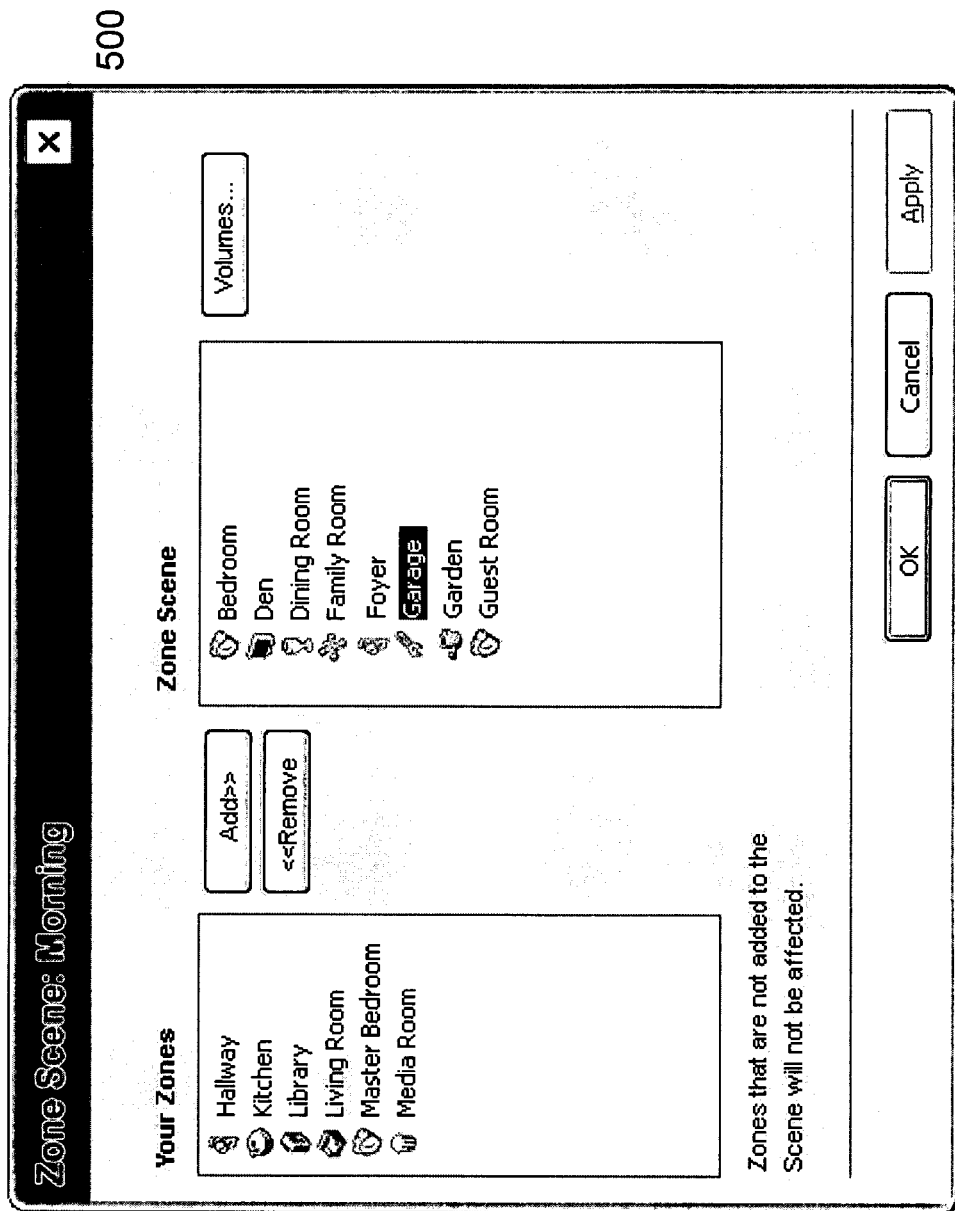 500
Zone Scene: Morning
Your Zones
Hallway
Kitchen
Library
Living Room
Master Bedroom
Media Room
Add>>
<<Remove
Zone Scene
Bedroom
Den
Dining Room
Family Room
Foyer
Garage
Garden
Guest Room
Volumes...
Zones that are not added to the
Scene will not be affected.
OK
Cancel
Apply